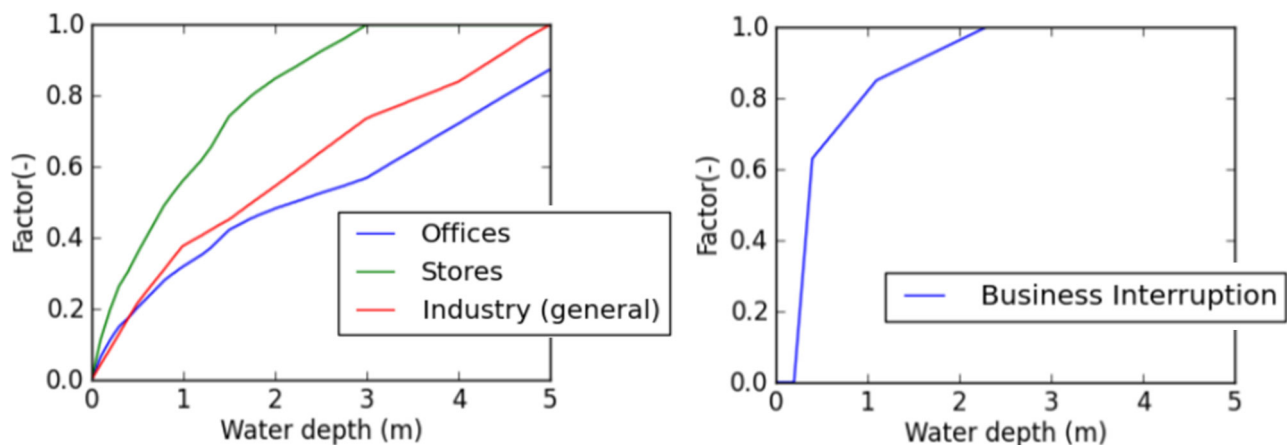 1.0
0.8
0.6
0.4
0.2
0.0
Factor(-)
0 1 2 3 4 5
Water depth (m)
Offices
Stores
Industry (general)
1.0
0.8
0.6
0.4
0.2
0.0
Factor(-)
0 1 2 3 4 5
Water depth (m)
Business Interruption